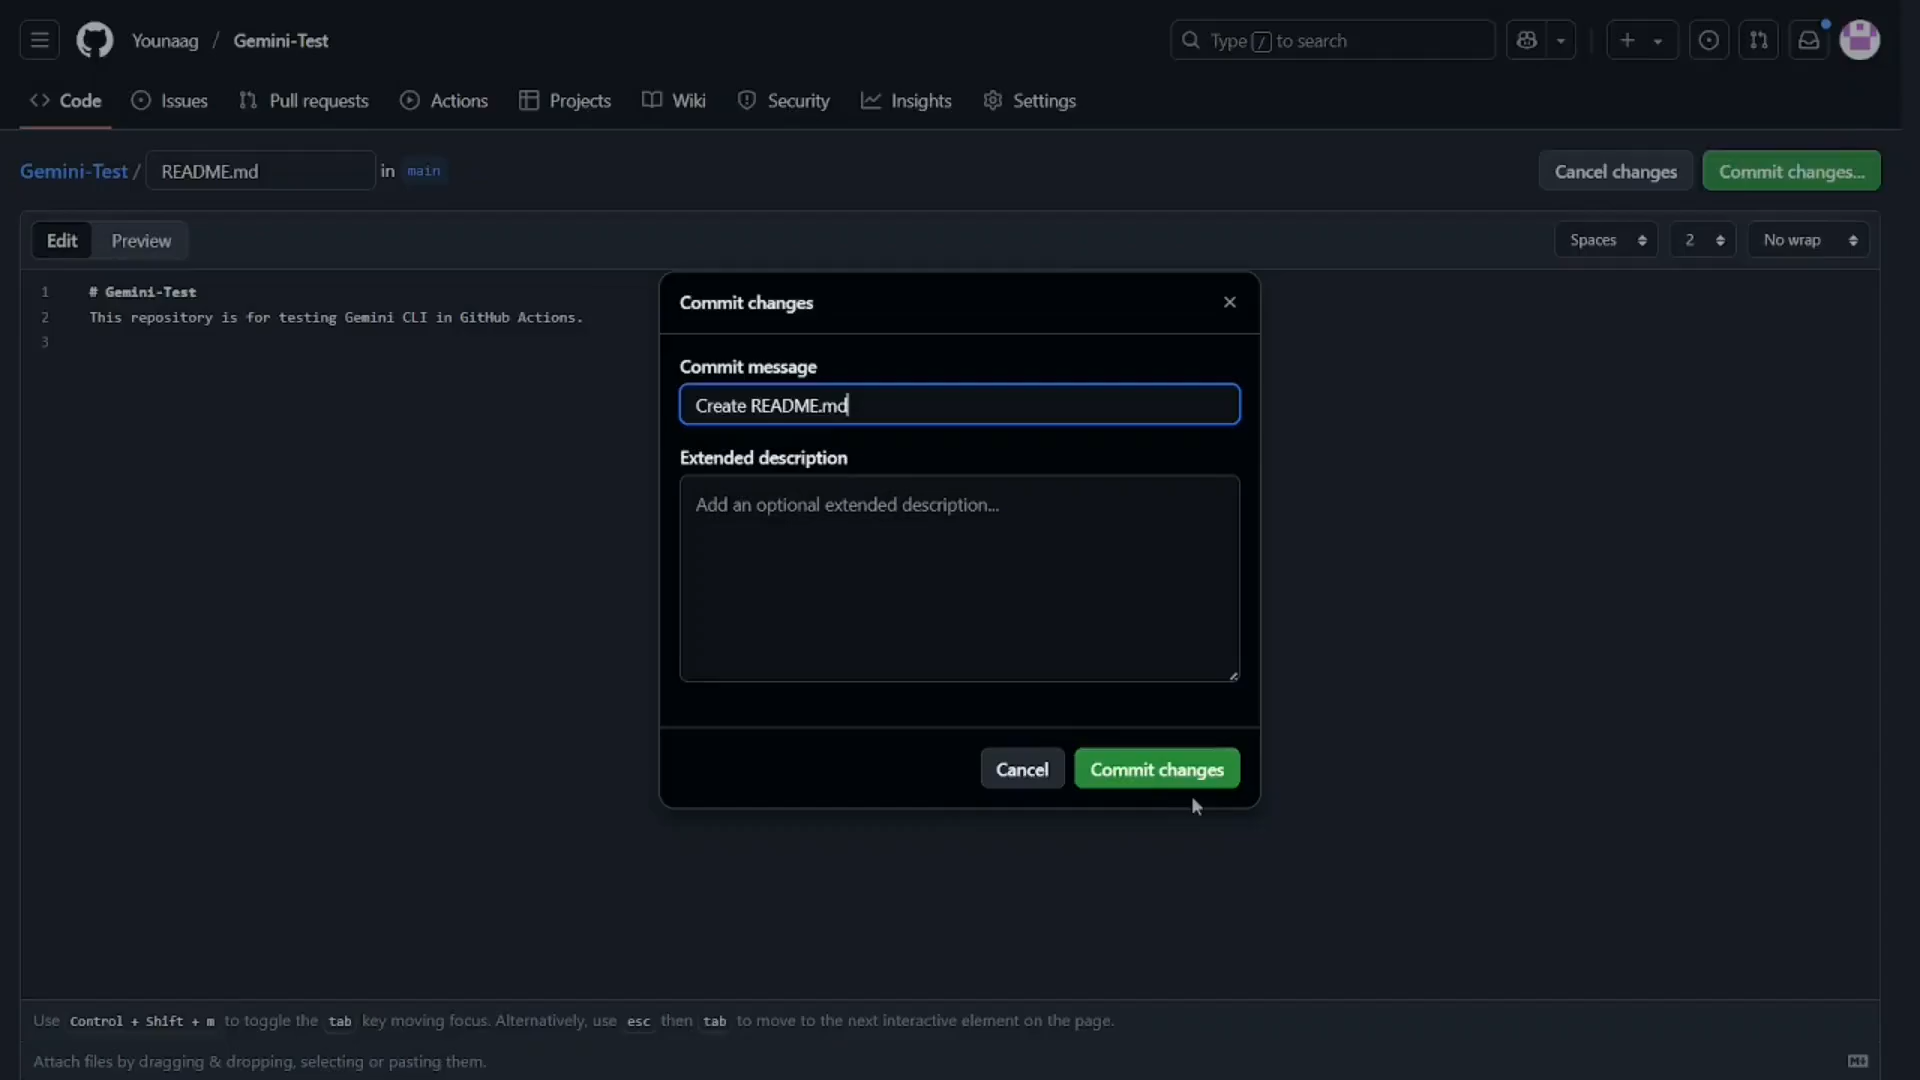 Younaag / Gemini-Test
Type / to search
Code
Issues
Pull requests
Actions
Projects
Wiki
Security
Insights
Settings
Gemini-Test / README.md in main
Cancel changes
Commit changes...
Edit
Preview
Spaces
2
No wrap
1 # Gemini-Test
2 This repository is for testing Gemini CLI in GitHub Actions.
3
Commit changes
Commit message
Create README.md
Extended description
Add an optional extended description...
Cancel
Commit changes
Use Control + Shift + m to toggle the tab key moving focus. Alternatively, use esc then tab to move to the next interactive element on the page.
Attach files by dragging & dropping, selecting or pasting them.